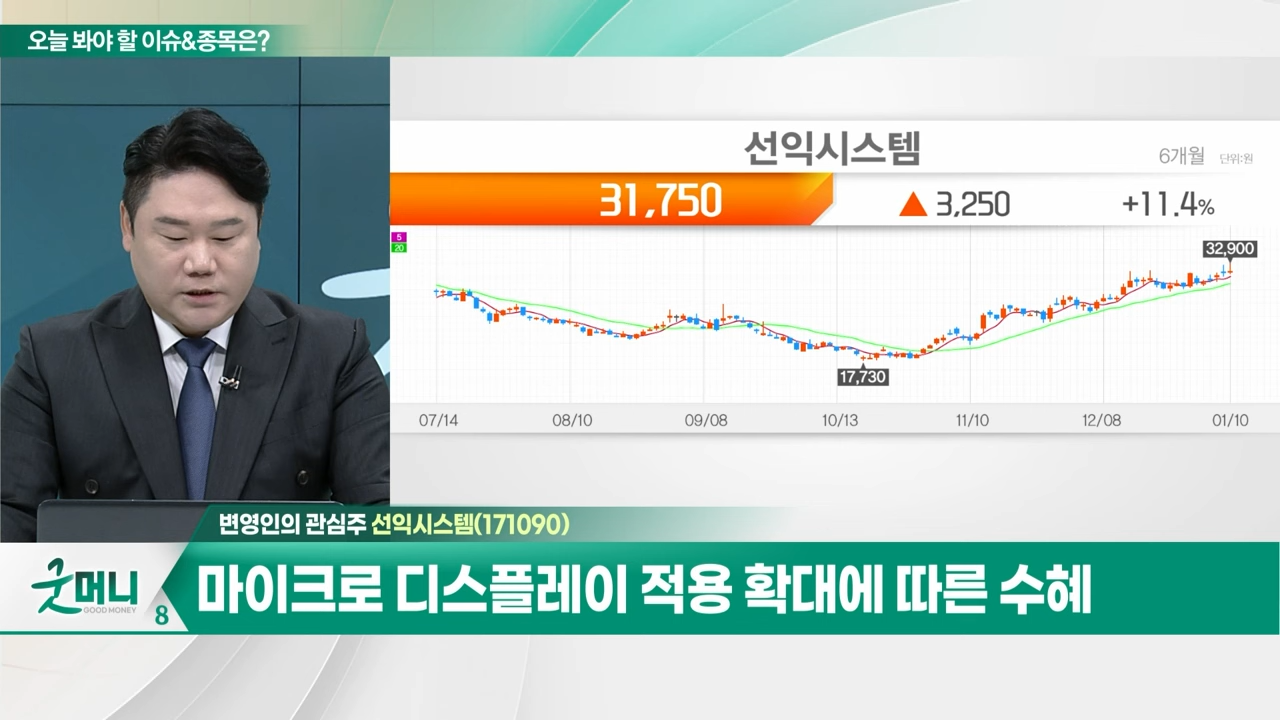 오늘 봐야 할 이슈&종목은?
선익시스템
6개월 단위:원
31,750
▲ 3,250
+11.4%
5
20
32,900
17,730
07/14 08/10 09/08 10/13 11/10 12/08 01/10
변영인의 관심주 선익시스템(171090)
굿머니
GOOD MONEY
8
마이크로 디스플레이 적용 확대에 따른 수혜